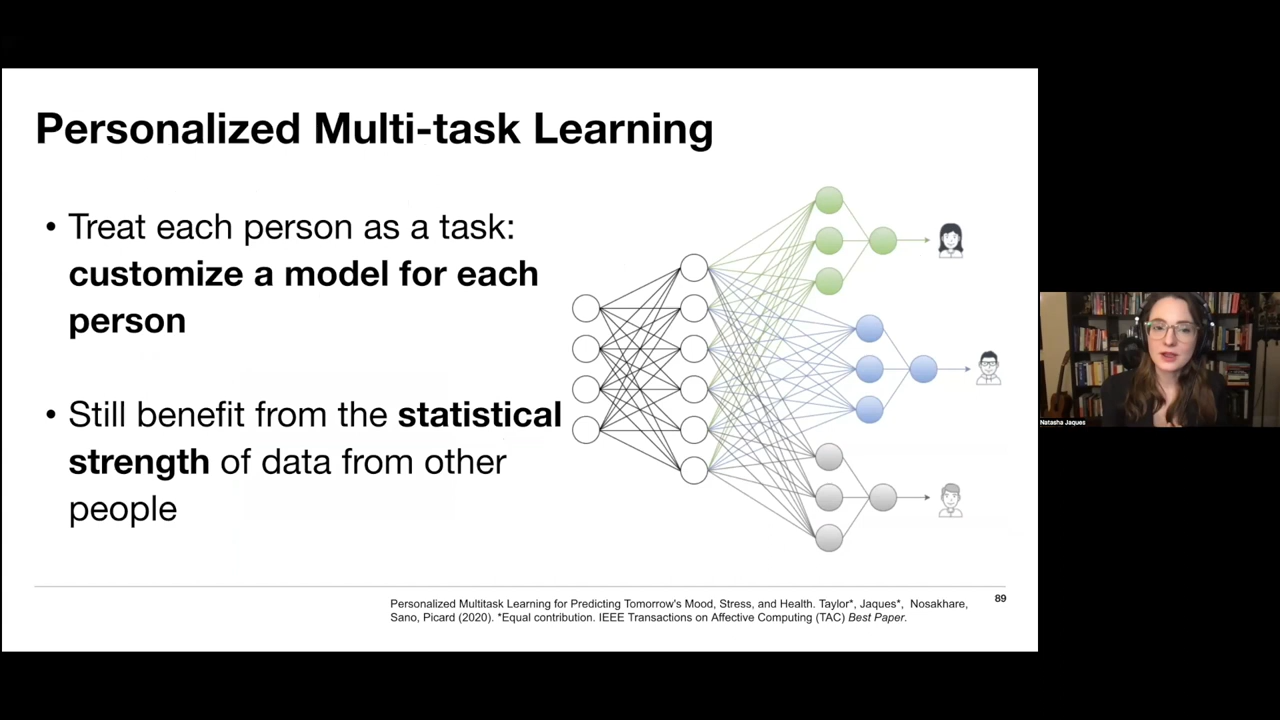 Personalized Multi-task Learning
• Treat each person as a task:
customize a model for each
person
• Still benefit from the statistical
strength of data from other
people
Personalized Multitask Learning for Predicting Tomorrow's Mood, Stress, and Health. Taylor*, Jaques*, Nosakhare,
Sano, Picard (2020). *Equal contribution. IEEE Transactions on Affective Computing (TAC) Best Paper.
89
Natasha Jaques